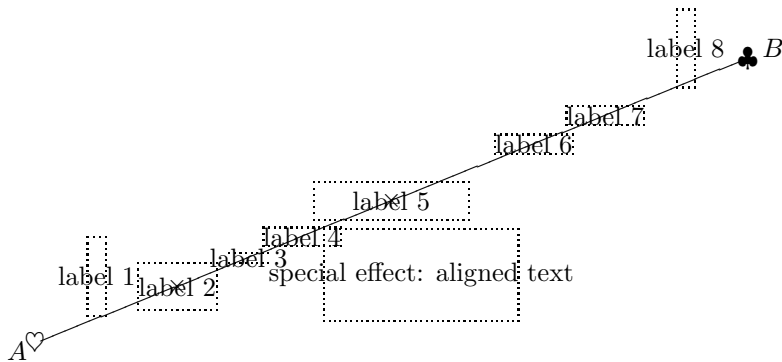 label 8
B
label 7
label 6
label 5
label 4
label 3
special effect: aligned text
label 1
label 2
A